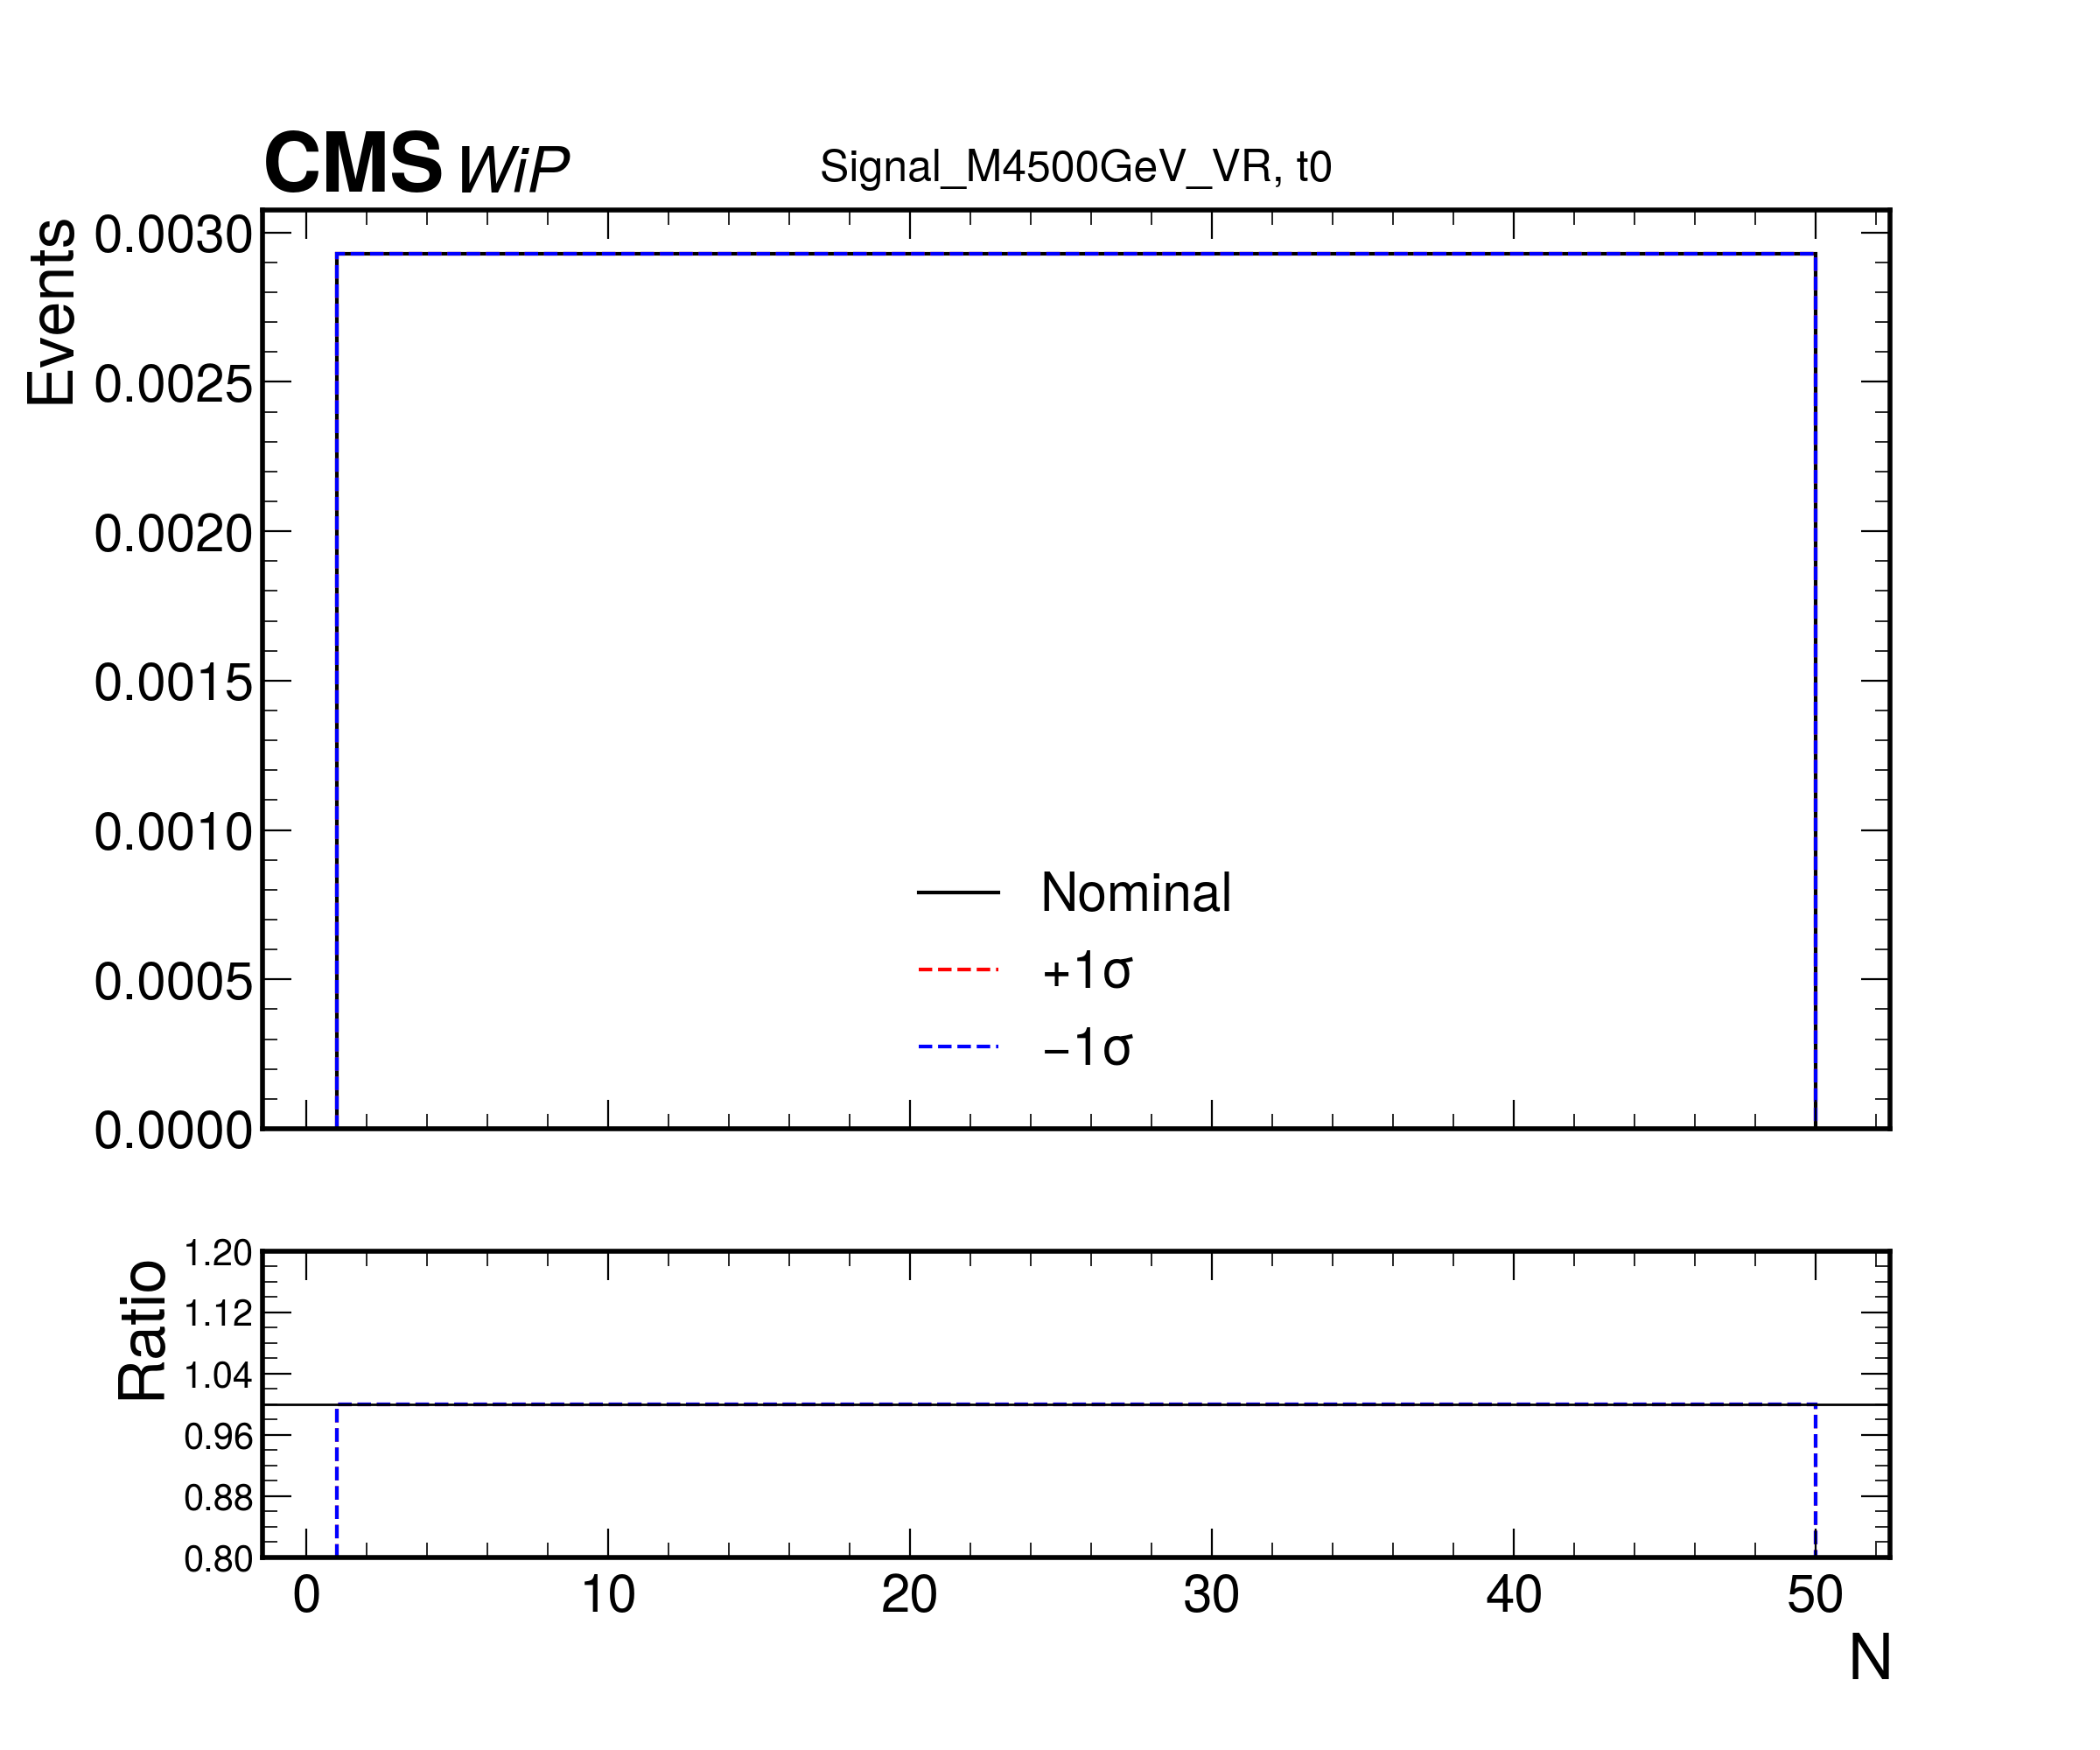 CMS WiP
Signal_M4500GeV_VR, t0
Events
0.0030
0.0025
0.0020
0.0015
0.0010
0.0005
0.0000
Nominal
+1σ
−1σ
Ratio
1.20
1.12
1.04
0.96
0.88
0.80
0 10 20 30 40 50
N